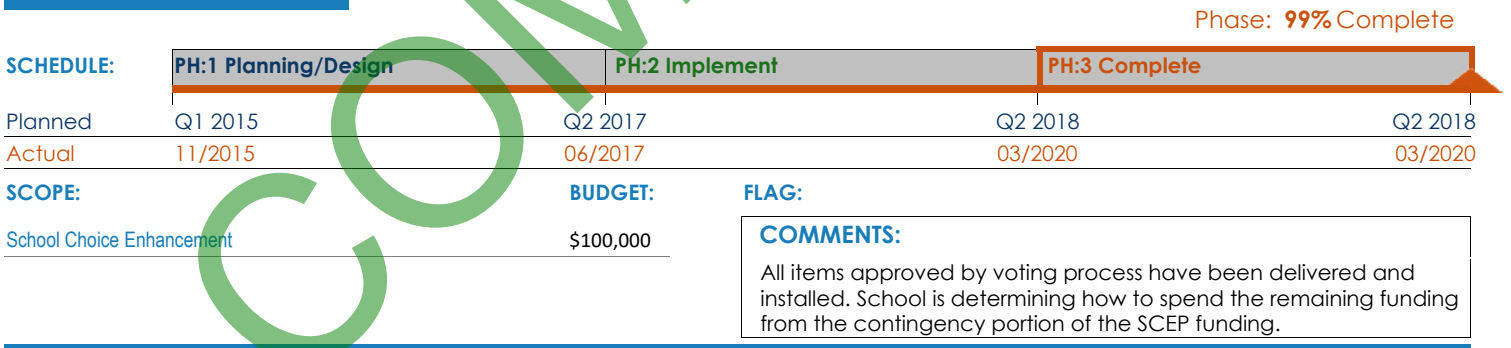 Phase: 99% Complete
SCHEDULE: PH:1 Planning/Design PH:2 Implement PH:3 Complete
Planned Q1 2015 Q2 2017 Q2 2018 Q2 2018
Actual 11/2015 06/2017 03/2020 03/2020
SCOPE: BUDGET: FLAG:
School Choice Enhancement $100,000
COMMENTS:
All items approved by voting process have been delivered and
installed. School is determining how to spend the remaining funding
from the contingency portion of the SCEP funding.
COM